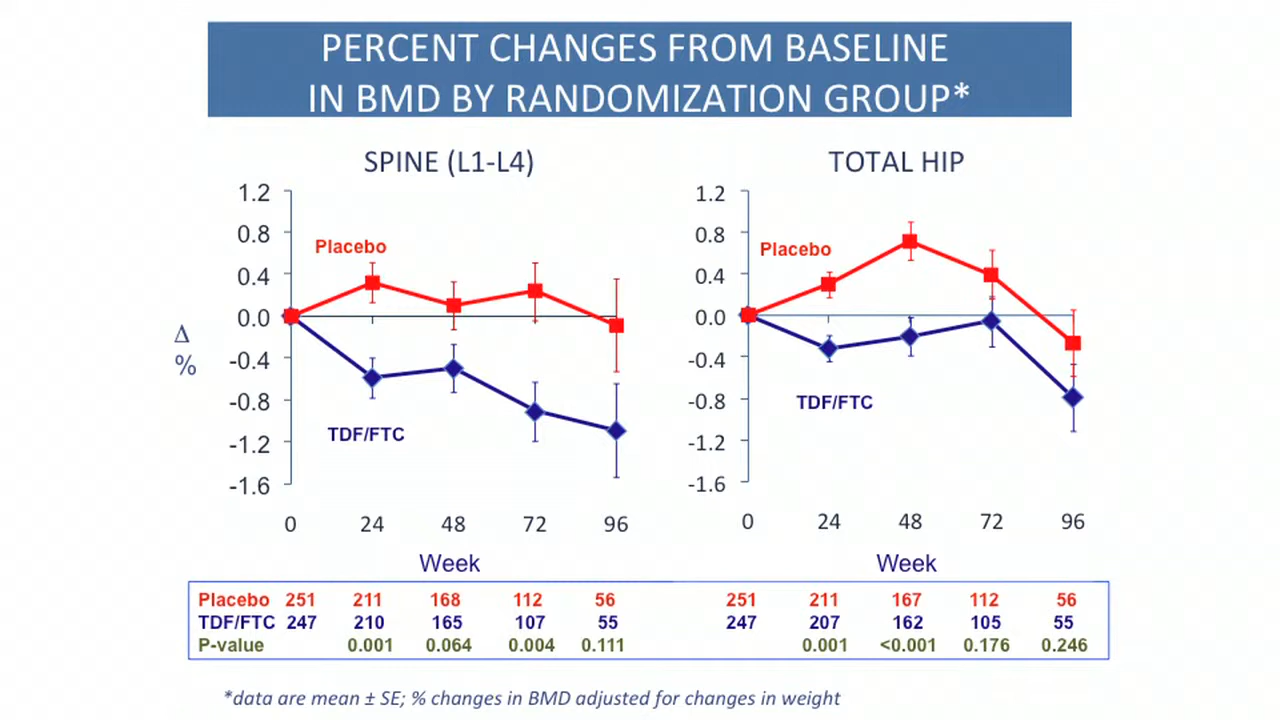 PERCENT CHANGES FROM BASELINE
IN BMD BY RANDOMIZATION GROUP*
SPINE (L1-L4)
1.2
0.8
0.4
0.0
-0.4
-0.8
-1.2
-1.6
Δ
%
Placebo
TDF/FTC
0 24 48 72 96
Week
TOTAL HIP
1.2
0.8
0.4
0.0
-0.4
-0.8
-1.2
-1.6
Placebo
TDF/FTC
0 24 48 72 96
Week
Placebo 251 211 168 112 56 251 211 167 112 56
TDF/FTC 247 210 165 107 55 247 207 162 105 55
P-value 0.001 0.064 0.004 0.111 0.001 <0.001 0.176 0.246
*data are mean ± SE; % changes in BMD adjusted for changes in weight